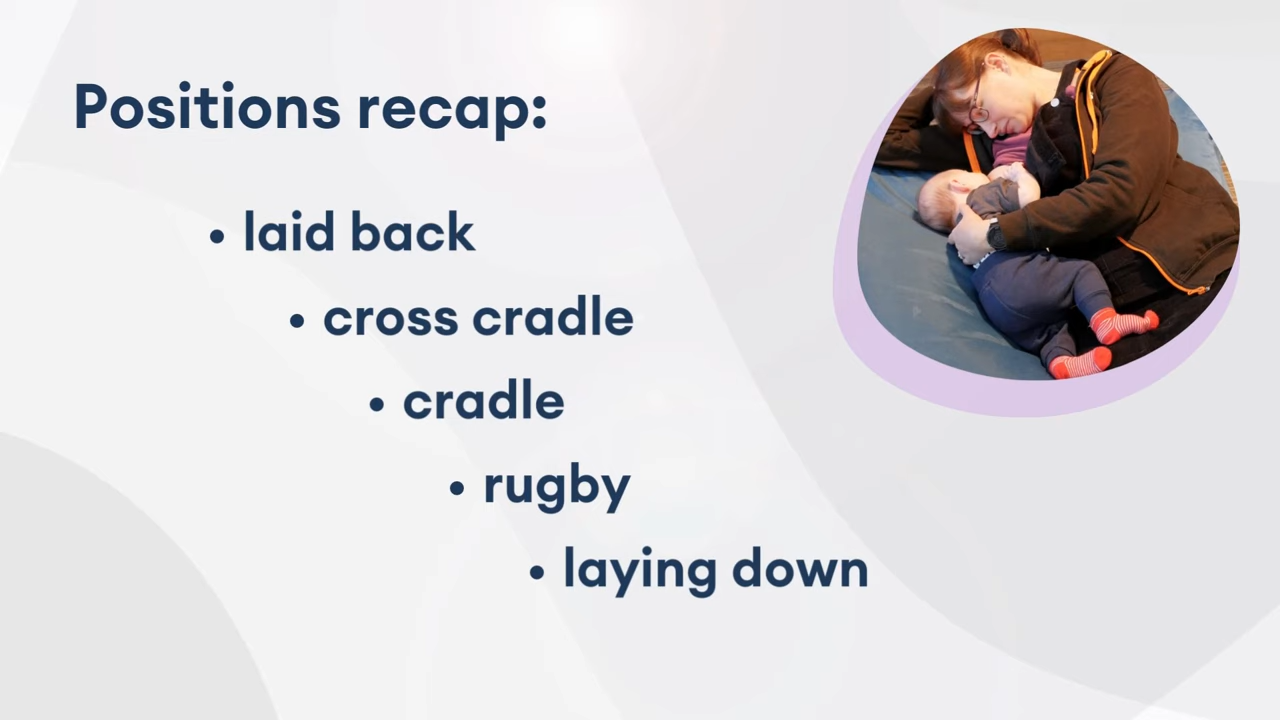 Positions recap:
• laid back
• cross cradle
• cradle
• rugby
• laying down